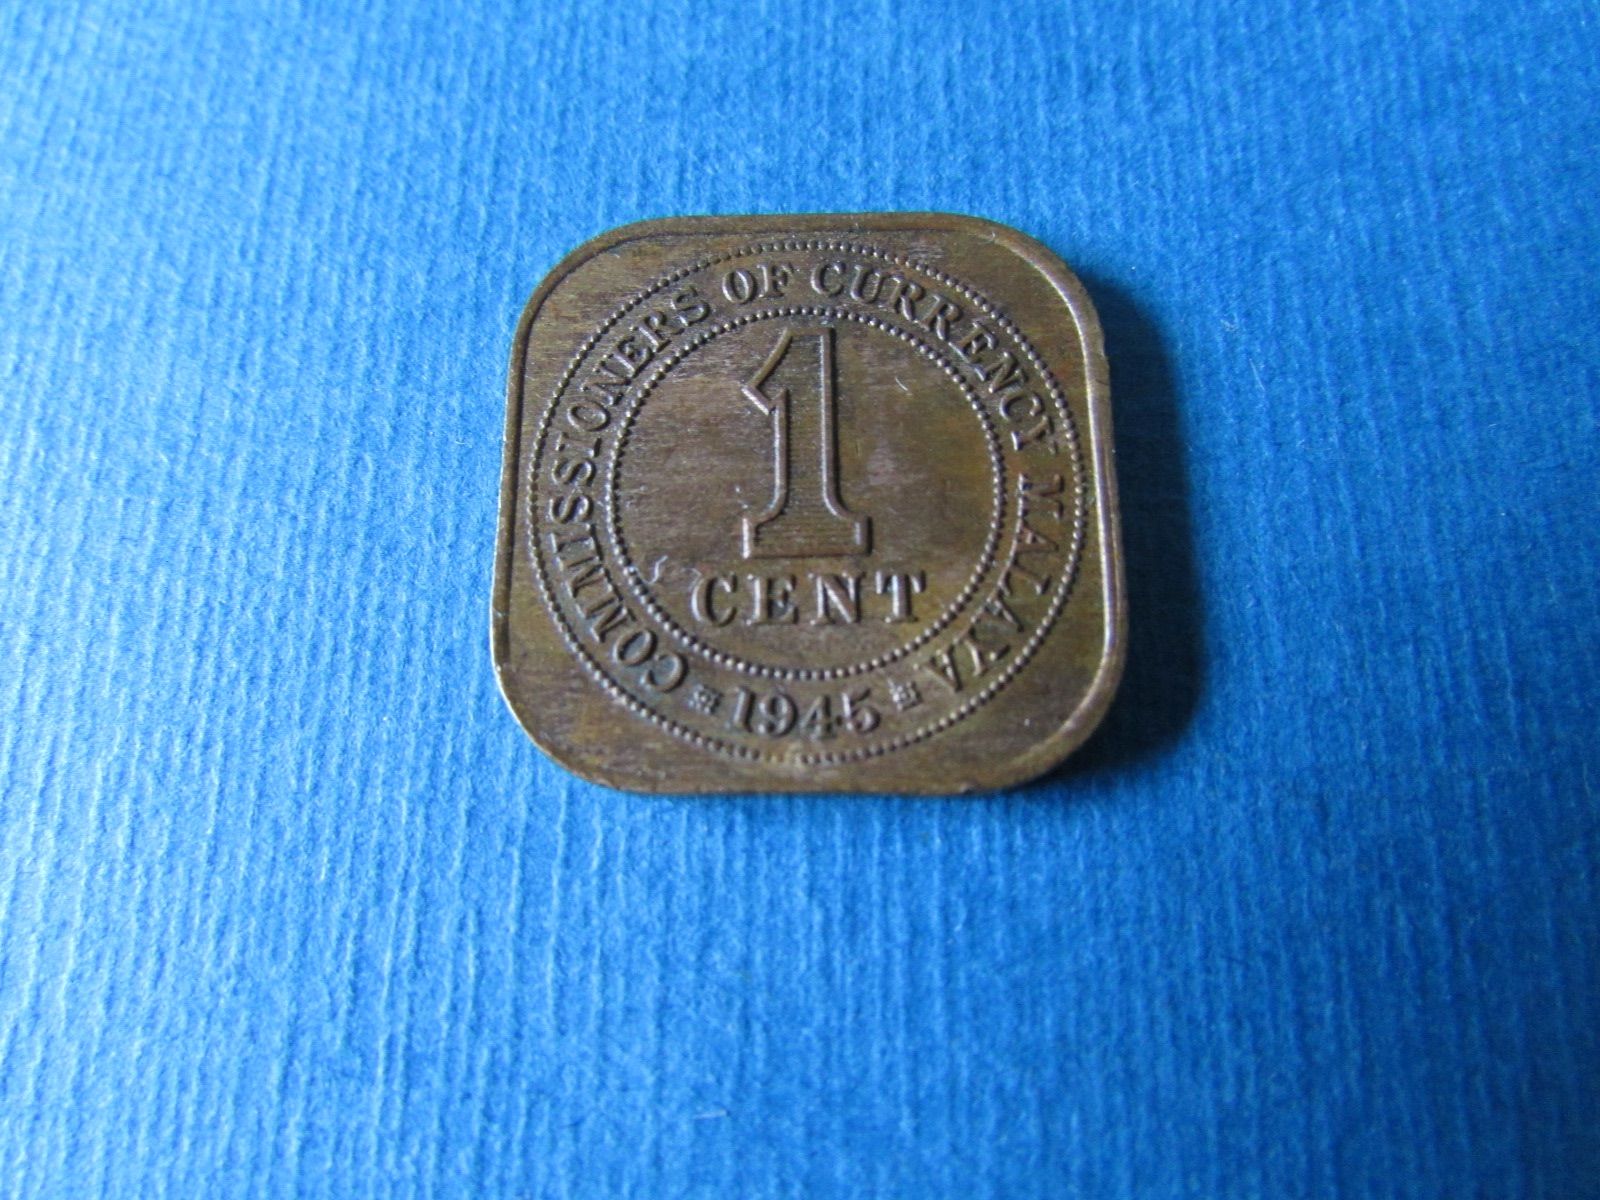 COMMISSIONERS OF CURRENCY MALAYA
1
CENT
1945